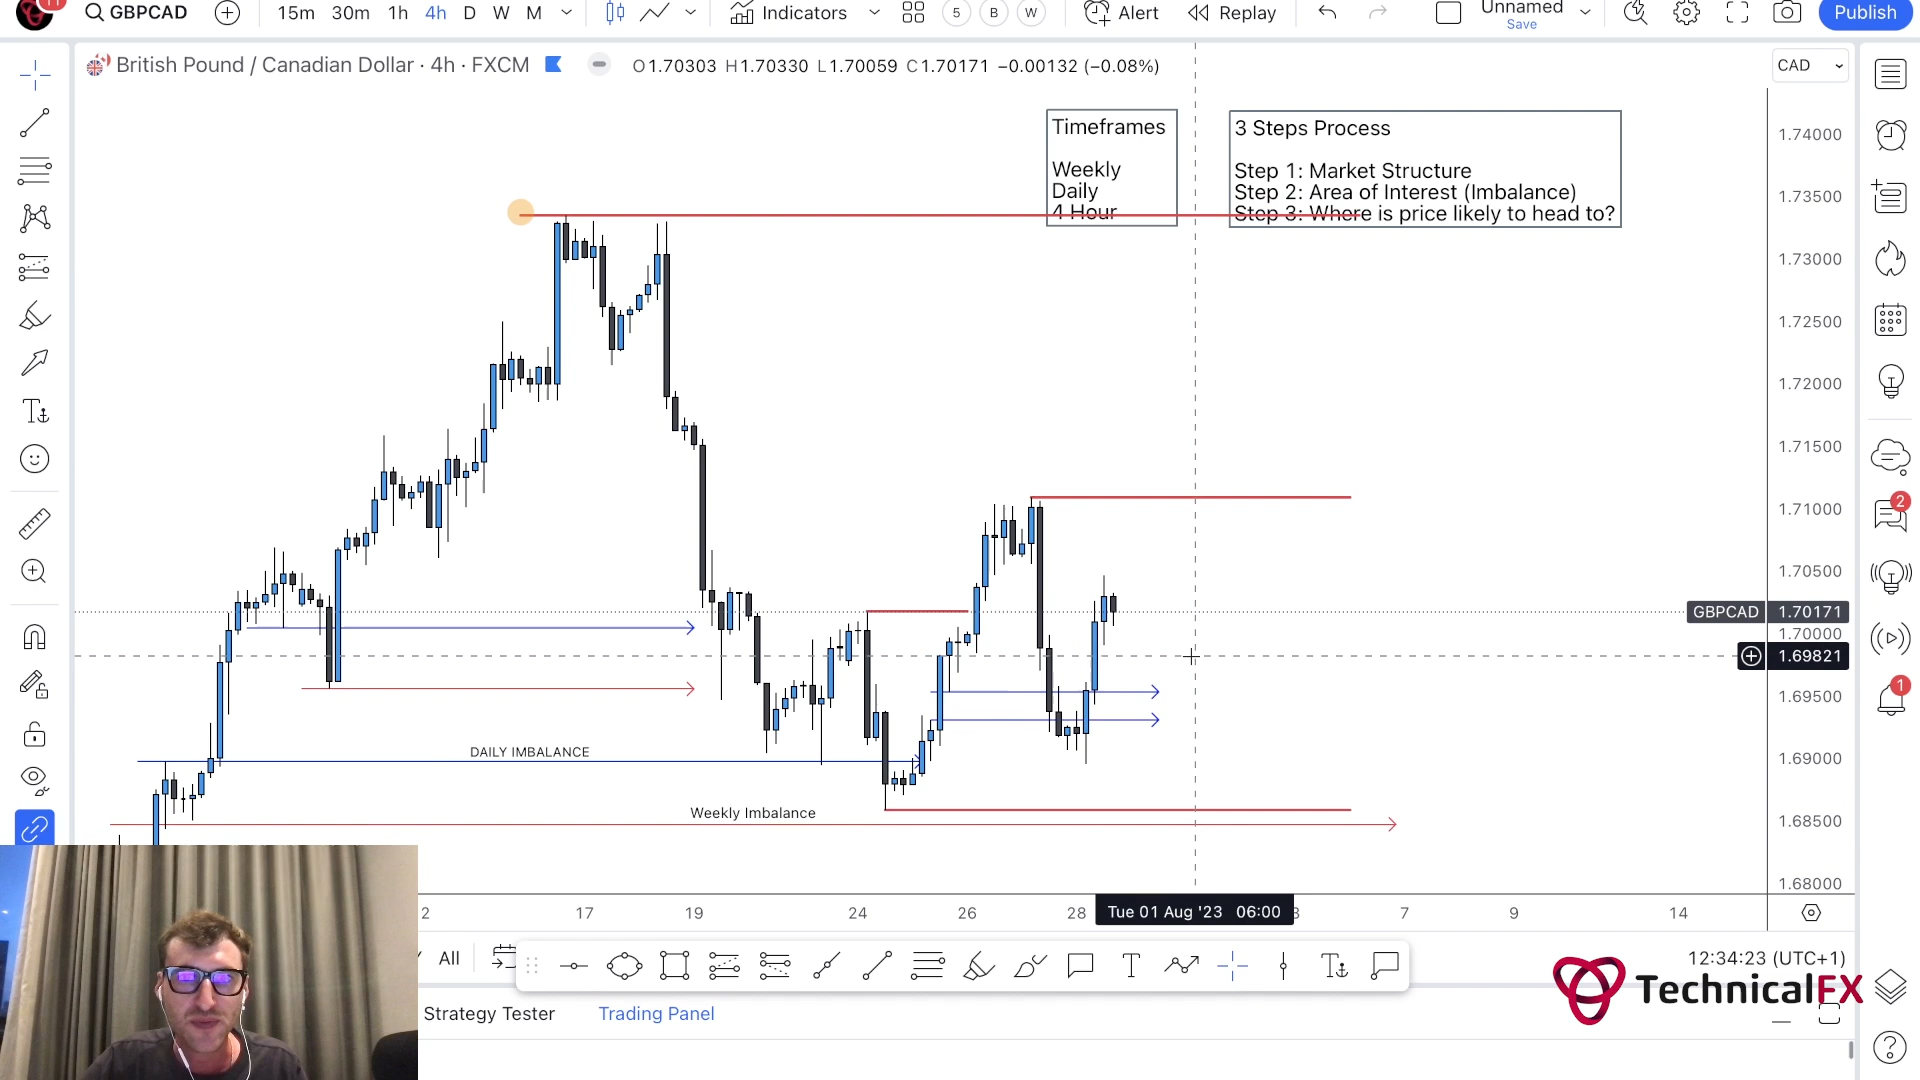 11
GBPCAD
15m
30m
1h
4h
D
W
M
Indicators
5
B
W
Alert
Replay
Unnamed
Save
Publish
British Pound / Canadian Dollar · 4h · FXCM
O1.70303 H1.70330 L1.70059 C1.70171 −0.00132 (−0.08%)
CAD
Timeframes
Weekly
Daily
4 Hour
3 Steps Process
Step 1: Market Structure
Step 2: Area of Interest (Imbalance)
Step 3: Where is price likely to head to?
1.74000
1.73500
1.73000
1.72500
1.72000
1.71500
1.71000
1.70500
GBPCAD 1.70171
1.70000
1.69821
1.69500
1.69000
1.68500
1.68000
2
1
DAILY IMBALANCE
Weekly Imbalance
2
17
19
24
26
28
Tue 01 Aug '23 06:00
3
7
9
14
All
12:34:23 (UTC+1)
T
TechnicalFX
Strategy Tester
Trading Panel